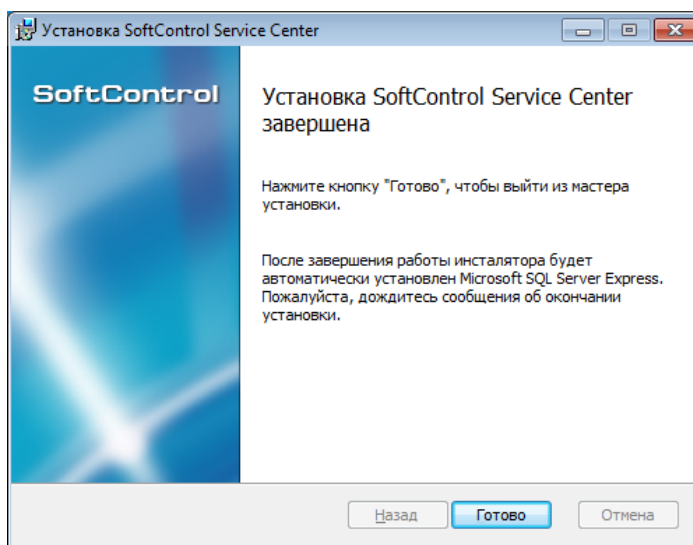 Установка SoftControl Service Center
SoftControl
Установка SoftControl Service Center
завершена
Нажмите кнопку "Готово", чтобы выйти из мастера
установки.
После завершения работы инсталятора будет
автоматически установлен Microsoft SQL Server Express.
Пожалуйста, дождитесь сообщения об окончании
установки.
Назад Готово Отмена